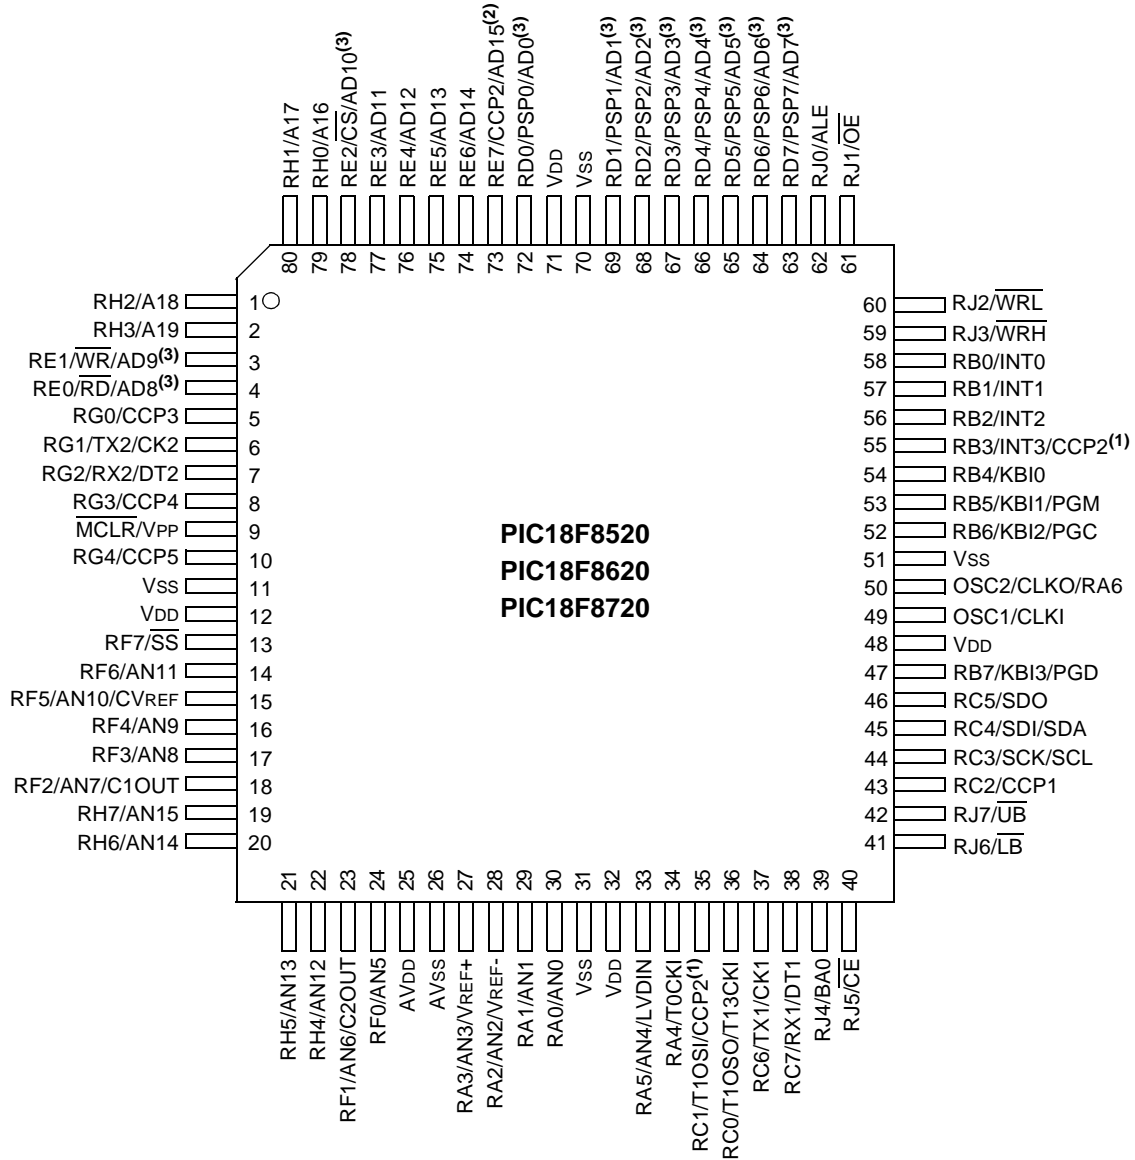 RH1/A17
RH0/A16
RE2/C̅S̅/AD10(3)
RE3/AD11
RE4/AD12
RE5/AD13
RE6/AD14
RE7/CCP2/AD15(2)
RD0/PSP0/AD0(3)
VDD
VSS
RD1/PSP1/AD1(3)
RD2/PSP2/AD2(3)
RD3/PSP3/AD3(3)
RD4/PSP4/AD4(3)
RD5/PSP5/AD5(3)
RD6/PSP6/AD6(3)
RD7/PSP7/AD7(3)
RJ0/ALE
RJ1/O̅E̅
80
79
78
77
76
75
74
73
72
71
70
69
68
67
66
65
64
63
62
61
RH2/A18 1
RH3/A19 2
RE1/W̅R̅/AD9(3) 3
RE0/R̅D̅/AD8(3) 4
RG0/CCP3 5
RG1/TX2/CK2 6
RG2/RX2/DT2 7
RG3/CCP4 8
M̅C̅L̅R̅/VPP 9
RG4/CCP5 10
VSS 11
VDD 12
RF7/S̅S̅ 13
RF6/AN11 14
RF5/AN10/CVREF 15
RF4/AN9 16
RF3/AN8 17
RF2/AN7/C1OUT 18
RH7/AN15 19
RH6/AN14 20
PIC18F8520
PIC18F8620
PIC18F8720
60 RJ2/W̅R̅L̅
59 RJ3/W̅R̅H̅
58 RB0/INT0
57 RB1/INT1
56 RB2/INT2
55 RB3/INT3/CCP2(1)
54 RB4/KBI0
53 RB5/KBI1/PGM
52 RB6/KBI2/PGC
51 VSS
50 OSC2/CLKO/RA6
49 OSC1/CLKI
48 VDD
47 RB7/KBI3/PGD
46 RC5/SDO
45 RC4/SDI/SDA
44 RC3/SCK/SCL
43 RC2/CCP1
42 RJ7/U̅B̅
41 RJ6/L̅B̅
21
22
23
24
25
26
27
28
29
30
31
32
33
34
35
36
37
38
39
40
RH5/AN13
RH4/AN12
RF1/AN6/C2OUT
RF0/AN5
AVDD
AVSS
RA3/AN3/VREF+
RA2/AN2/VREF-
RA1/AN1
RA0/AN0
VSS
VDD
RA5/AN4/LVDIN
RA4/T0CKI
RC1/T1OSI/CCP2(1)
RC0/T1OSO/T13CKI
RC6/TX1/CK1
RC7/RX1/DT1
RJ4/BA0
RJ5/C̅E̅